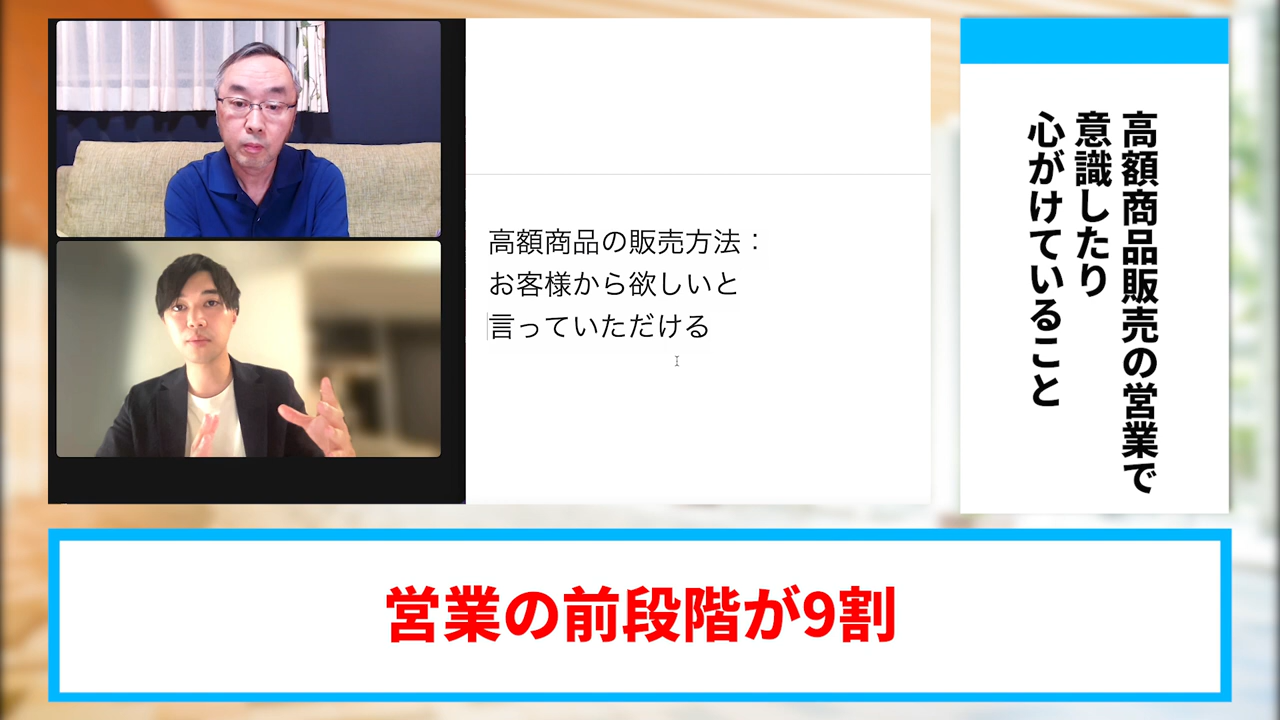 高額商品の販売方法：
お客様から欲しいと
言っていただける
高額商品販売の営業で
意識したり
心がけていること
営業の前段階が9割